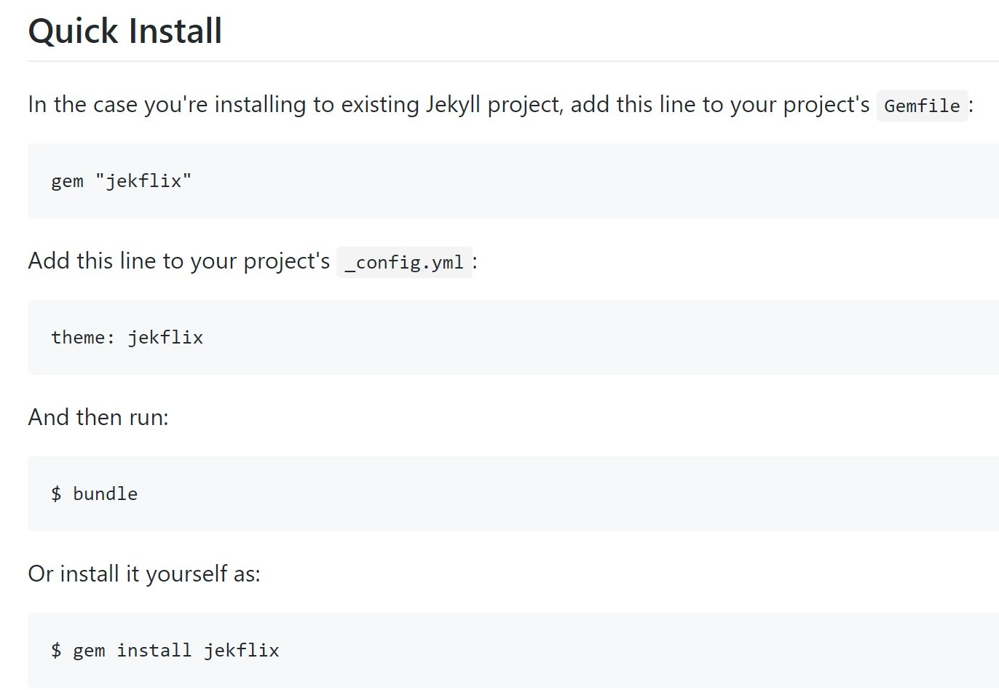 Quick Install
In the case you're installing to existing Jekyll project, add this line to your project's Gemfile:
gem "jekflix"
Add this line to your project's _config.yml:
theme: jekflix
And then run:
$ bundle
Or install it yourself as:
$ gem install jekflix